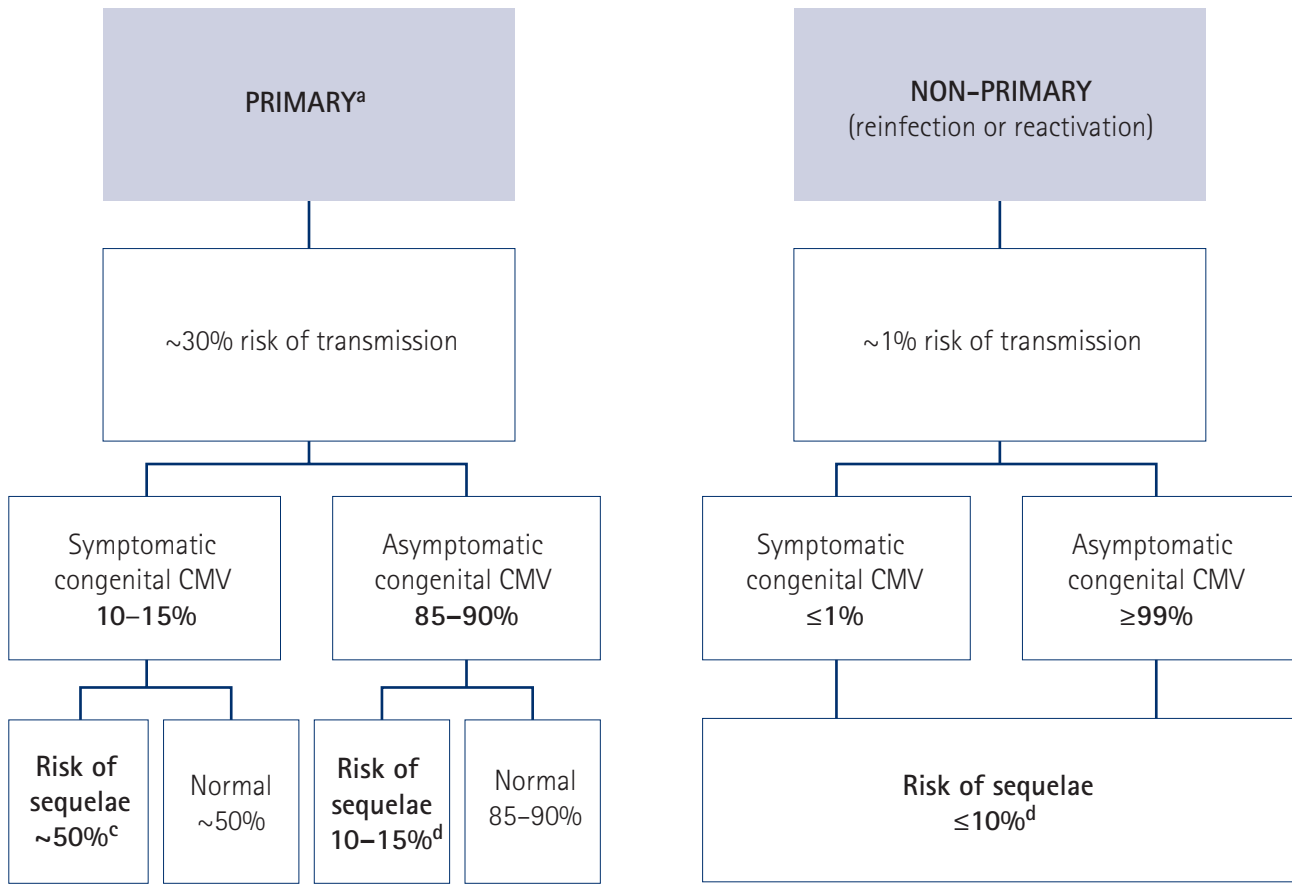 PRIMARYᵃ
NON-PRIMARY
(reinfection or reactivation)
~30% risk of transmission
~1% risk of transmission
Symptomatic
congenital CMV
10–15%
Asymptomatic
congenital CMV
85–90%
Symptomatic
congenital CMV
≤1%
Asymptomatic
congenital CMV
≥99%
Risk of
sequelae
~50%ᶜ
Normal
~50%
Risk of
sequelae
10–15%ᵈ
Normal
85–90%
Risk of sequelae
≤10%ᵈ